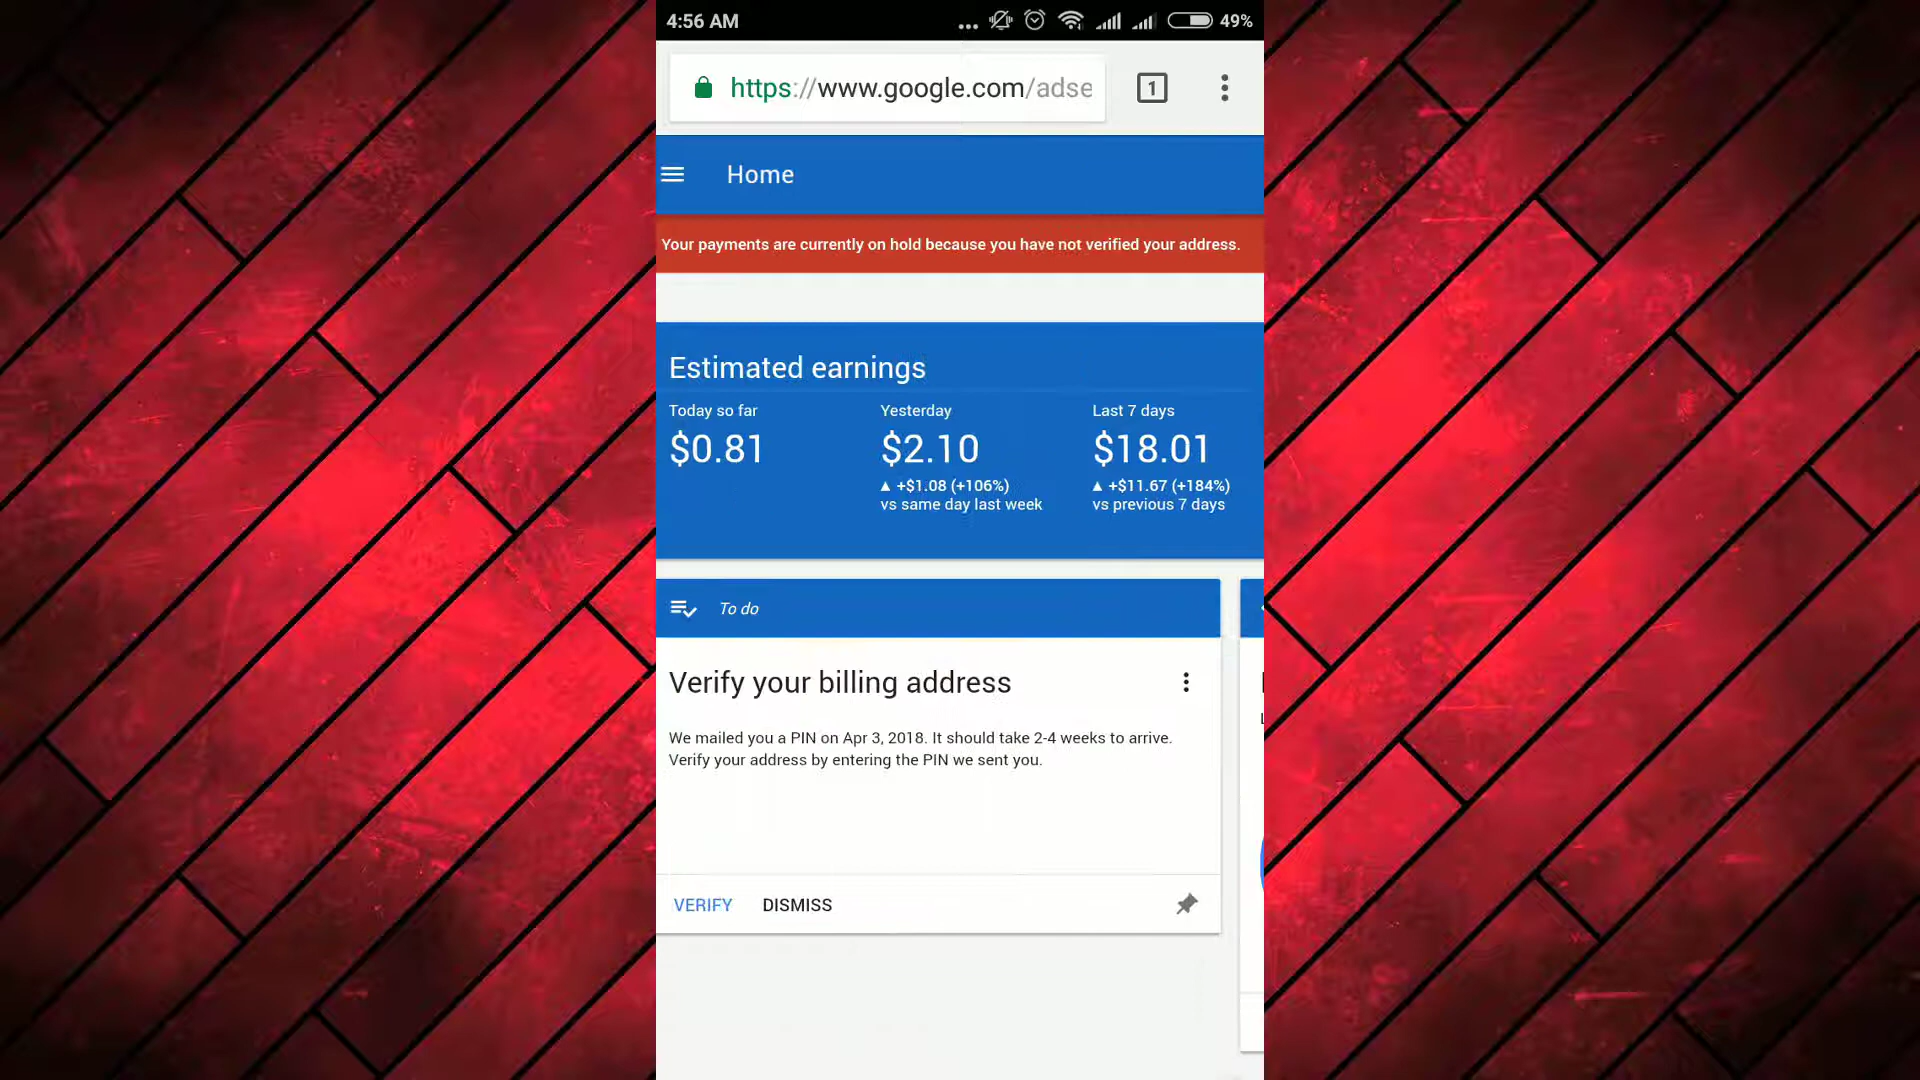 4:56 AM
49%
https://www.google.com/adse
1
Home
Your payments are currently on hold because you have not verified your address.
Estimated earnings
Today so far
Yesterday
Last 7 days
$0.81
$2.10
$18.01
▲ +$1.08 (+106%)
▲ +$11.67 (+184%)
vs same day last week
vs previous 7 days
To do
Verify your billing address
We mailed you a PIN on Apr 3, 2018. It should take 2-4 weeks to arrive.
Verify your address by entering the PIN we sent you.
VERIFY
DISMISS